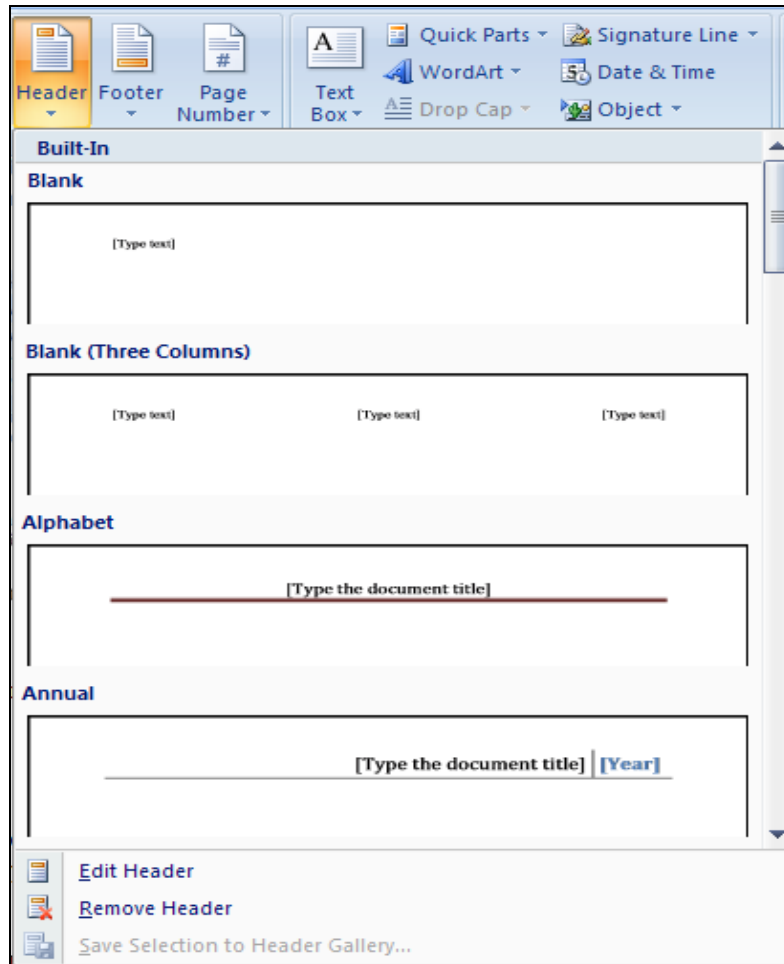 Header Footer Page Number
Text Box
Quick Parts
WordArt
Drop Cap
Signature Line
Date & Time
Object
Built-In
Blank
[Type text]
Blank (Three Columns)
[Type text] [Type text] [Type text]
Alphabet
[Type the document title]
Annual
[Type the document title] [Year]
Edit Header
Remove Header
Save Selection to Header Gallery...